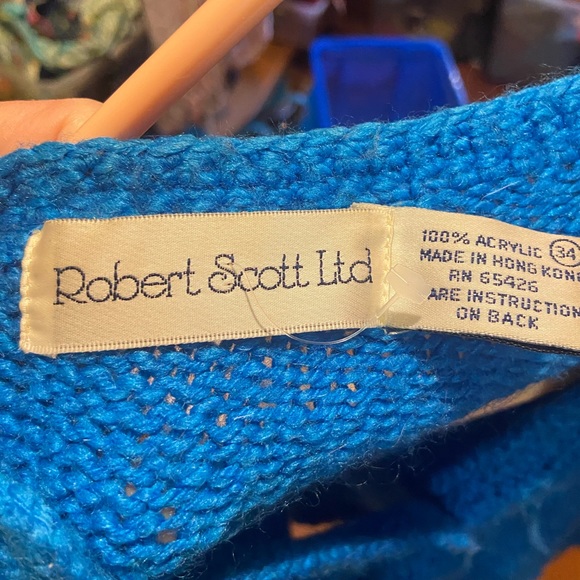 Robert Scott Ltd
100% ACRYLIC 34
MADE IN HONG KONG
RN 65426
ARE INSTRUCTION
ON BACK